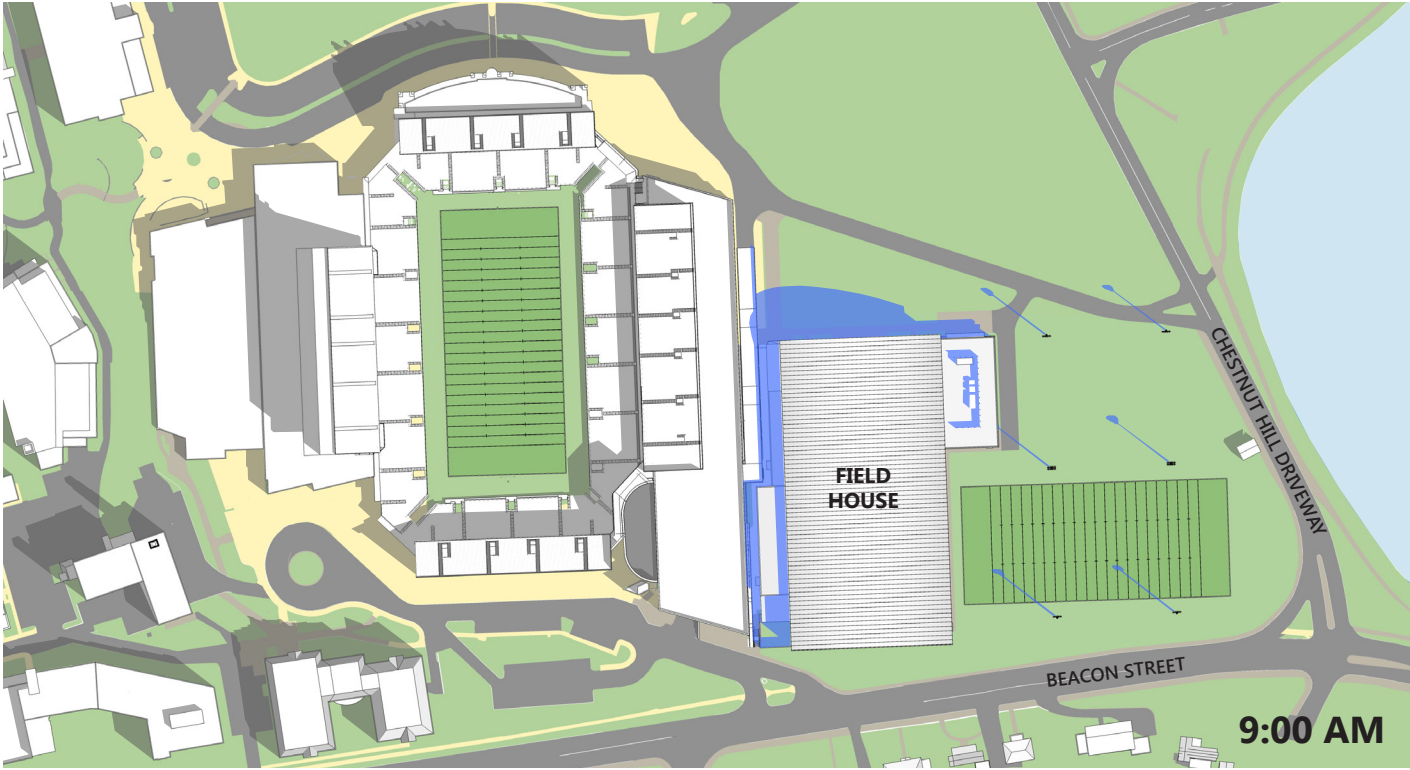 CHESTNUT HILL DRIVEWAY
FIELD
HOUSE
BEACON STREET
9:00 AM